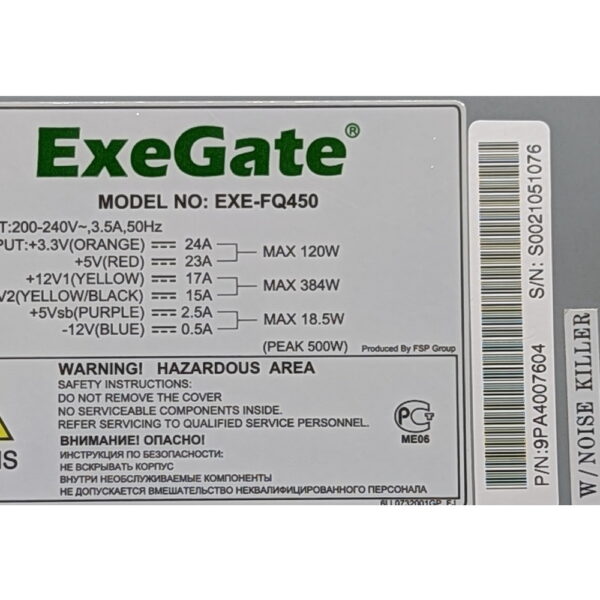 ExeGate®
MODEL NO: EXE-FQ450
T:200-240V~,3.5A,50Hz
PUT:+3.3V(ORANGE) 24A
+5V(RED) 23A
MAX 120W
+12V1(YELLOW) 17A
V2(YELLOW/BLACK) 15A
MAX 384W
+5Vsb(PURPLE) 2.5A
-12V(BLUE) 0.5A
MAX 18.5W
(PEAK 500W)
Produced By FSP Group
WARNING! HAZARDOUS AREA
SAFETY INSTRUCTIONS:
DO NOT REMOVE THE COVER
NO SERVICEABLE COMPONENTS INSIDE.
REFER SERVICING TO QUALIFIED SERVICE PERSONNEL.
ВНИМАНИЕ! ОПАСНО!
ИНСТРУКЦИЯ ПО БЕЗОПАСНОСТИ:
НЕ ВСКРЫВАТЬ КОРПУС
ВНУТРИ НЕОБСЛУЖИВАЕМЫЕ КОМПОНЕНТЫ
НЕ ДОПУСКАЕТСЯ ВМЕШАТЕЛЬСТВО НЕКВАЛИФИЦИРОВАННОГО ПЕРСОНАЛА
ME06
S/N: S0021051076
P/N:9PA4007604
W/NOISE KILLER